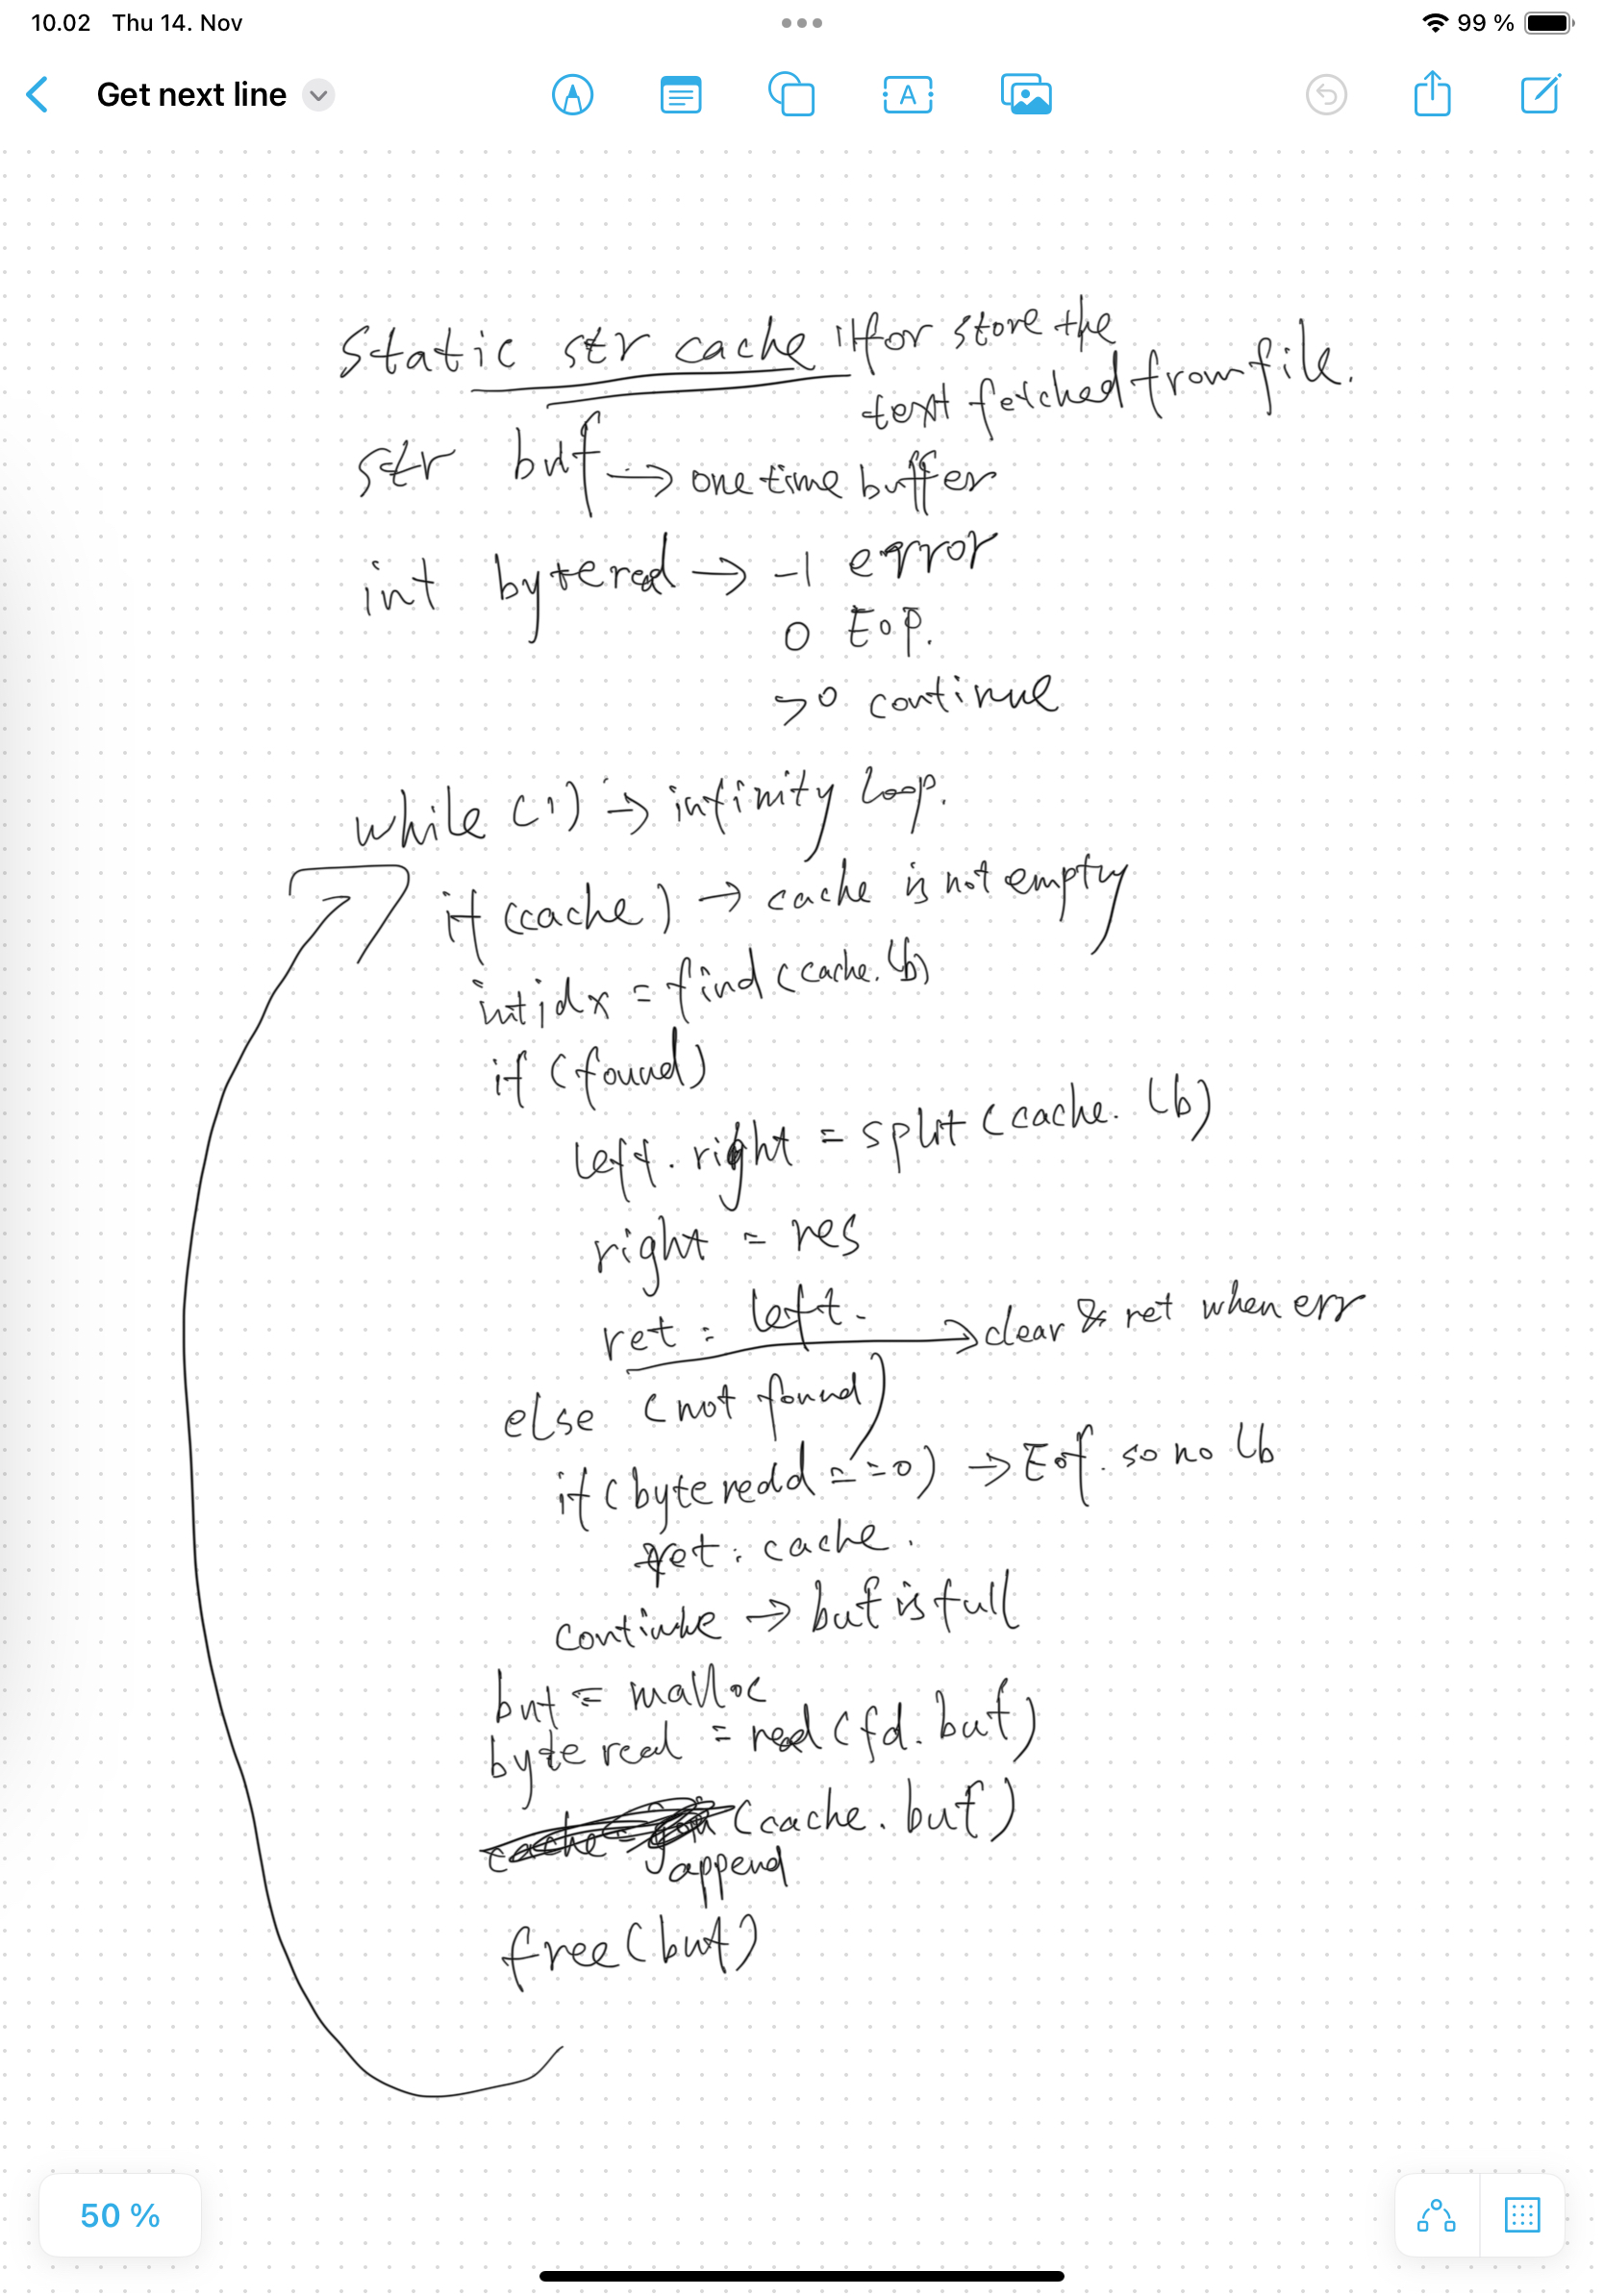 10.02 Thu 14. Nov
99 %
Get next line
A
static str cache //for store the
text fetched from file.
str buf → one time buffer
int byteread → -1 error
0 EOF.
>0 continue
while (1) → infinity loop.
if (cache) → cache is not empty
int idx = find (cache. lb)
if (found)
left. right = split (cache. lb)
right = res
ret : left. → clear & ret when err
else (not found)
if (byteredd == 0) → Eof. so no lb
ret : cache.
continue → buf is full
buf = malloc
byteread = read (fd. buf)
(cache. buf)
append
free (buf)
50 %